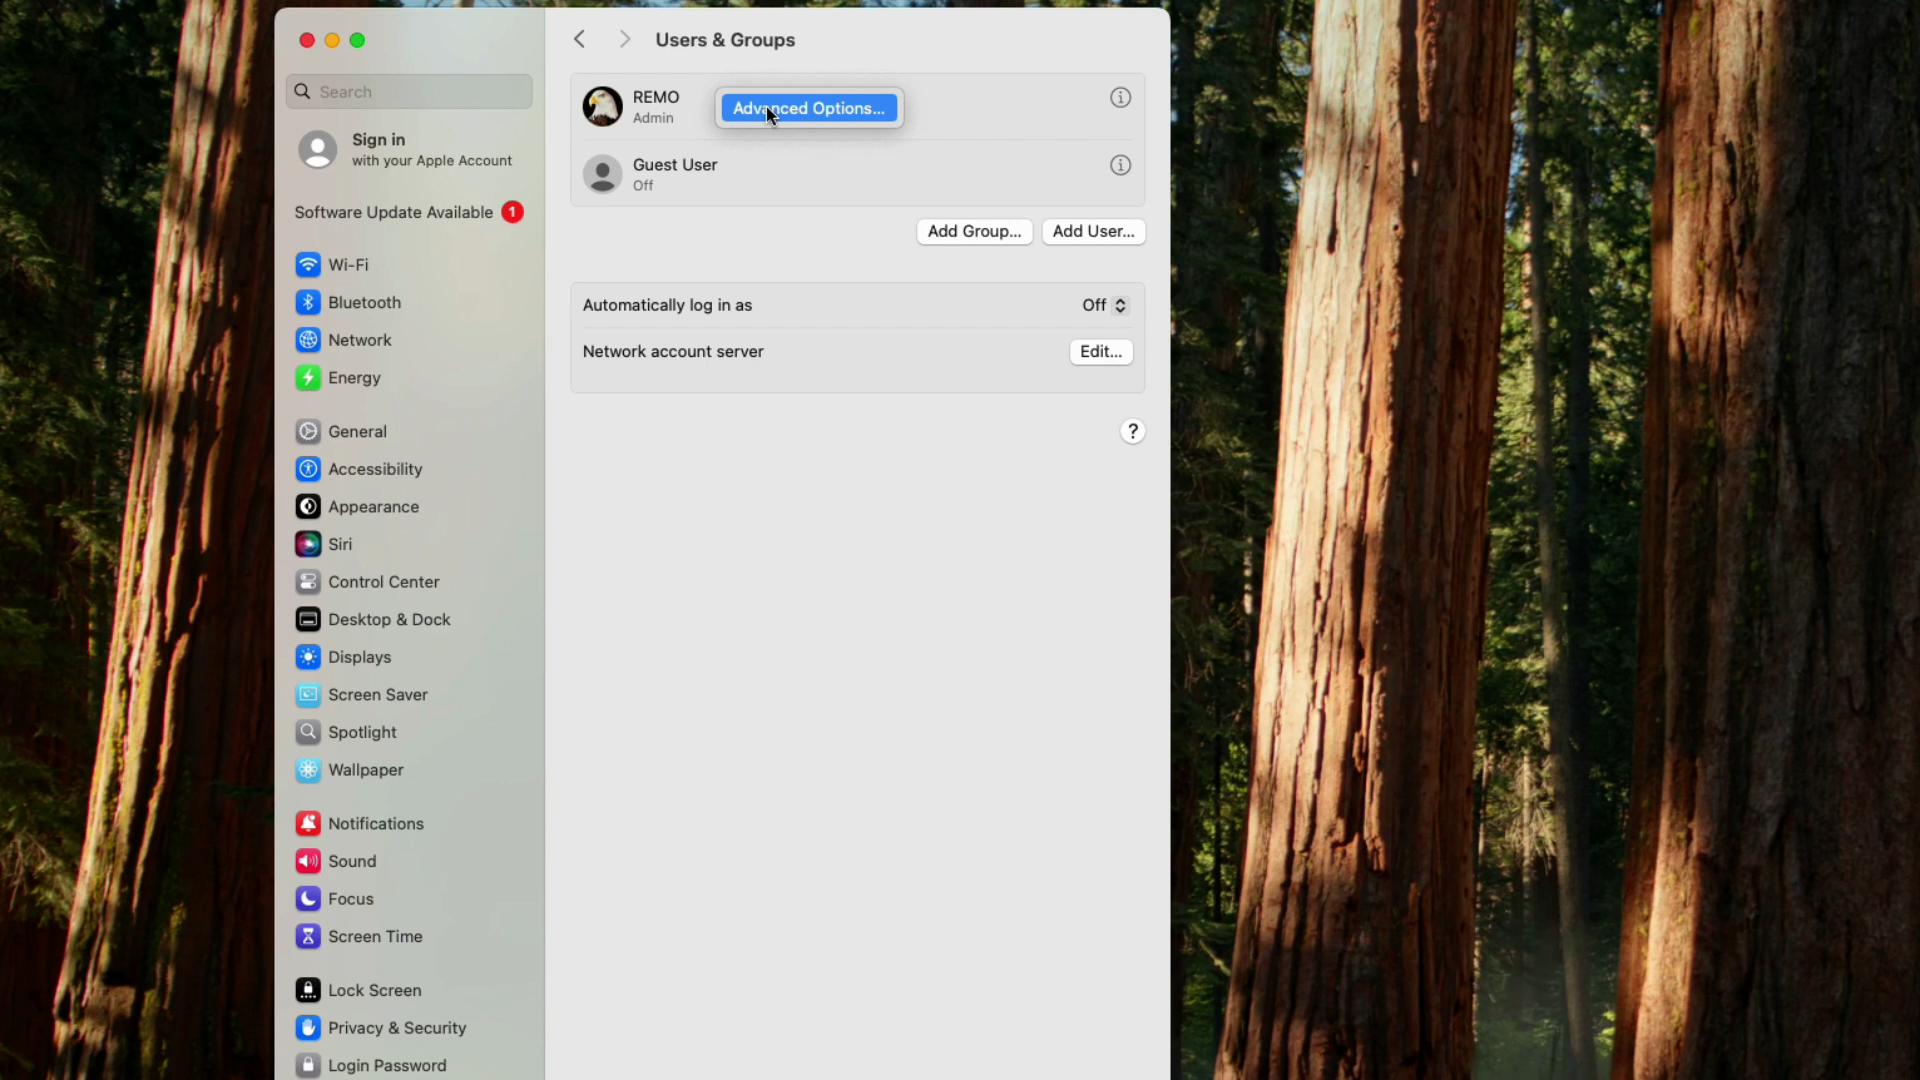 Users & Groups
Search
Sign in
with your Apple Account
Software Update Available 1
Wi-Fi
Bluetooth
Network
Energy
General
Accessibility
Appearance
Siri
Control Center
Desktop & Dock
Displays
Screen Saver
Spotlight
Wallpaper
Notifications
Sound
Focus
Screen Time
Lock Screen
Privacy & Security
Login Password
REMO
Admin
Advanced Options...
Guest User
Off
Add Group...
Add User...
Automatically log in as
Off
Network account server
Edit...
?